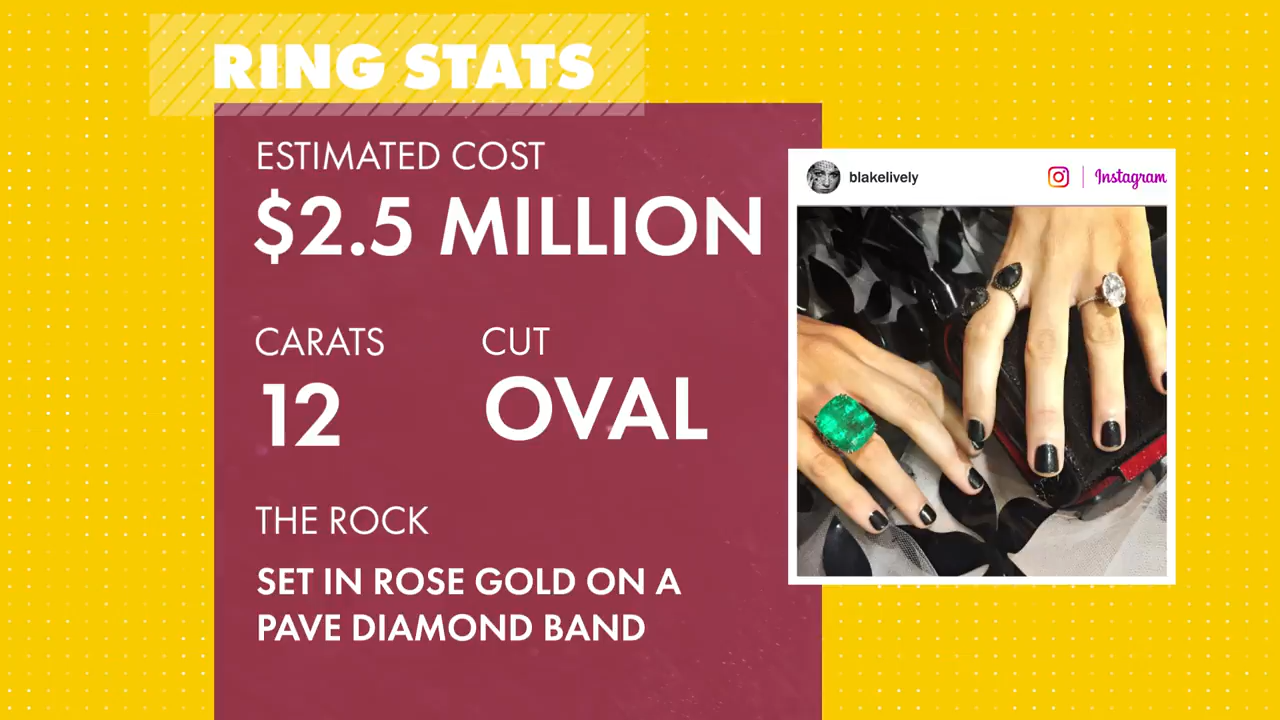 RING STATS
ESTIMATED COST
$2.5 MILLION
CARATS
12
CUT
OVAL
THE ROCK
SET IN ROSE GOLD ON A
PAVE DIAMOND BAND
blakelively
Instagram